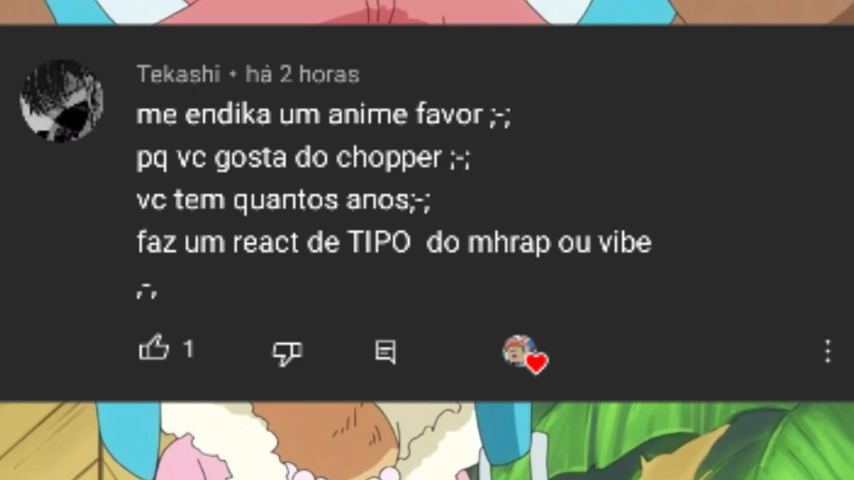 Tekashi • há 2 horas
me endika um anime favor ;-;
pq vc gosta do chopper ;-;
vc tem quantos anos;-;
faz um react de TIPO  do mhrap ou vibe
;-;
1